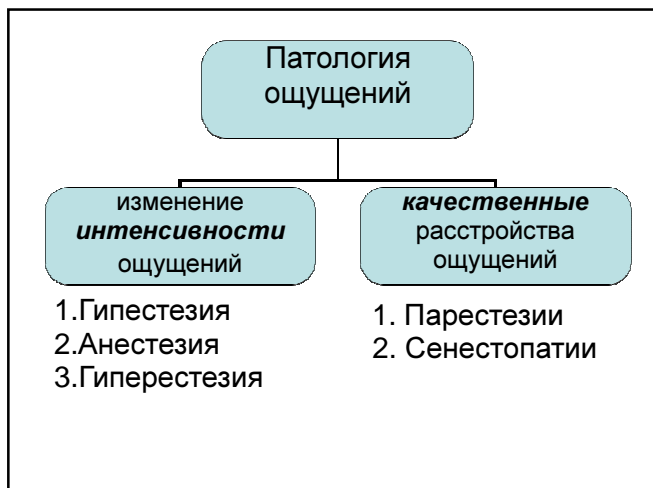 Патология
ощущений
изменение
интенсивности
ощущений
качественные
расстройства
ощущений
1.Гипестезия
2.Анестезия
3.Гиперестезия
1. Парестезии
2. Сенестопатии